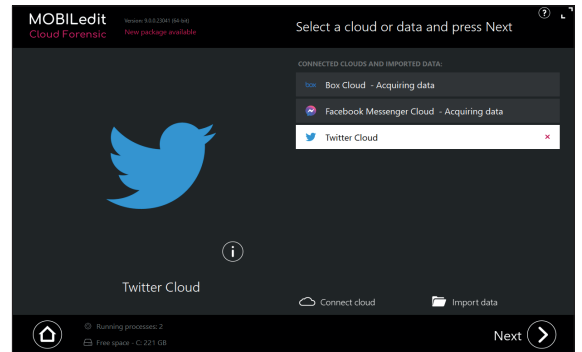 MOBILedit
Cloud Forensic
Version: 9.0.0.23041 (64-bit)
New package available
Select a cloud or data and press Next
?
CONNECTED CLOUDS AND IMPORTED DATA:
box Box Cloud - Acquiring data
Facebook Messenger Cloud - Acquiring data
Twitter Cloud ×
i
Twitter Cloud
Connect cloud
Import data
Running processes: 2
Free space - C: 221 GB
Next